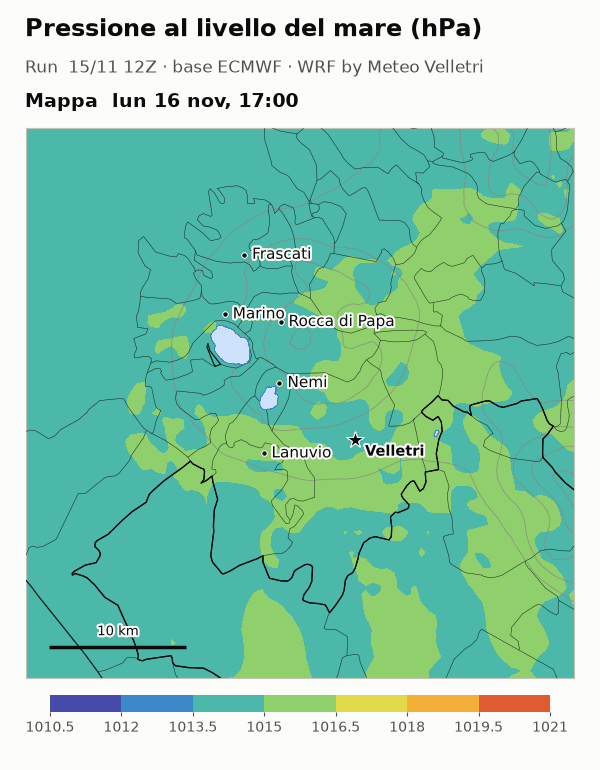 Pressione al livello del mare (hPa)
Run  15/11 12Z · base ECMWF · WRF by Meteo Velletri
Mappa  lun 16 nov, 17:00
Frascati
Marino
Rocca di Papa
Nemi
Velletri
Lanuvio
10 km
1010.5 1012 1013.5 1015 1016.5 1018 1019.5 1021